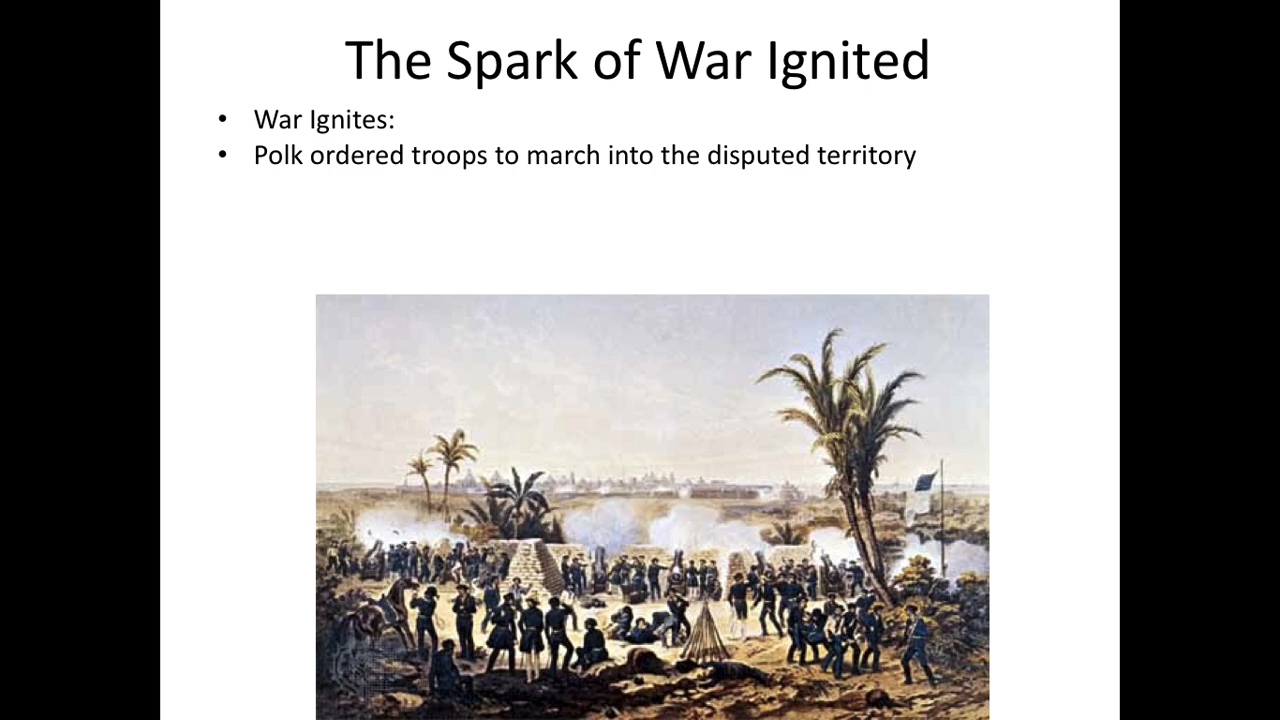 The Spark of War Ignited
• War Ignites:
• Polk ordered troops to march into the disputed territory